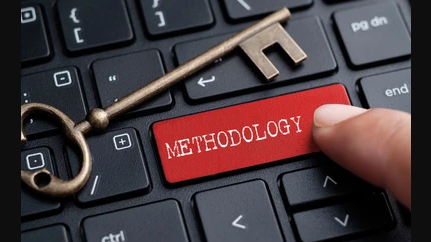 {
[
pg dn
"
end
METHODOLOGY
/
<
ctrl